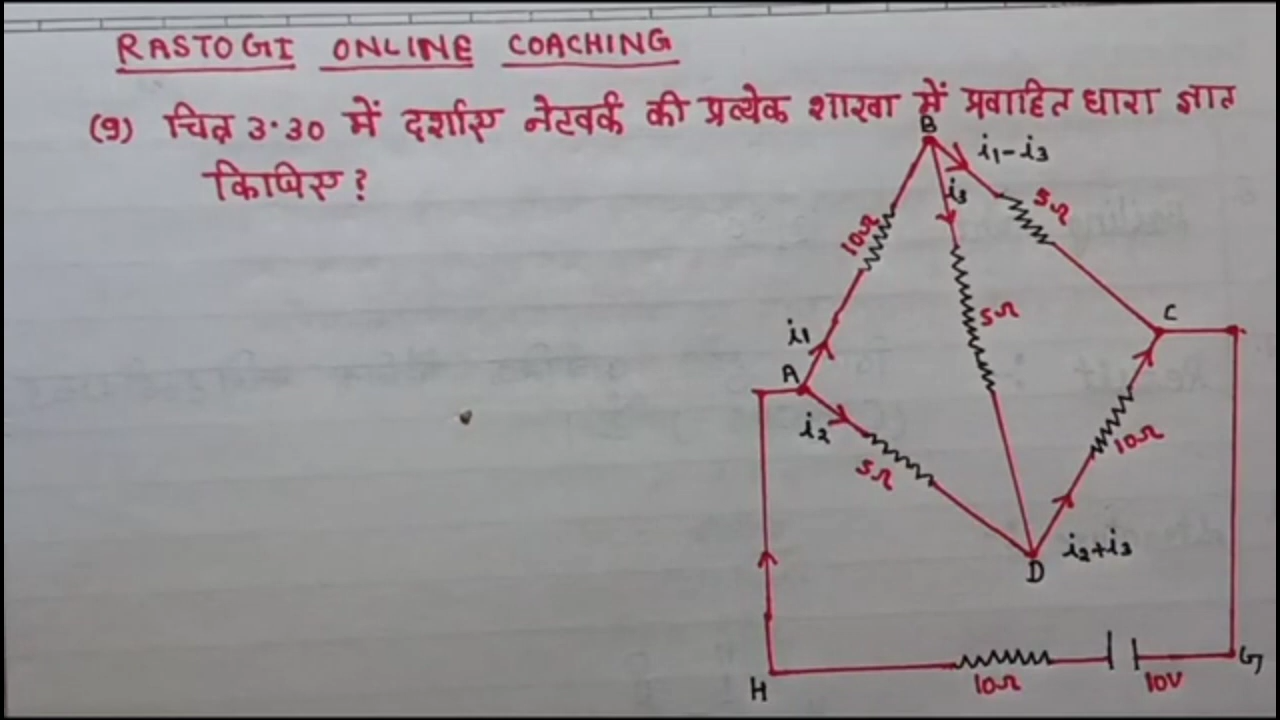 RASTOGI ONLINE COACHING
(9) चित्र 3.30 में दर्शाए नेटवर्क की प्रत्येक शाखा में प्रवाहित धारा ज्ञात
किजिए ?
B
i₁-i₃
i₃
5Ω
10Ω
5Ω
C
i₁
A
i₂
5Ω
10Ω
D
i₂+i₃
H
10Ω
10V
G